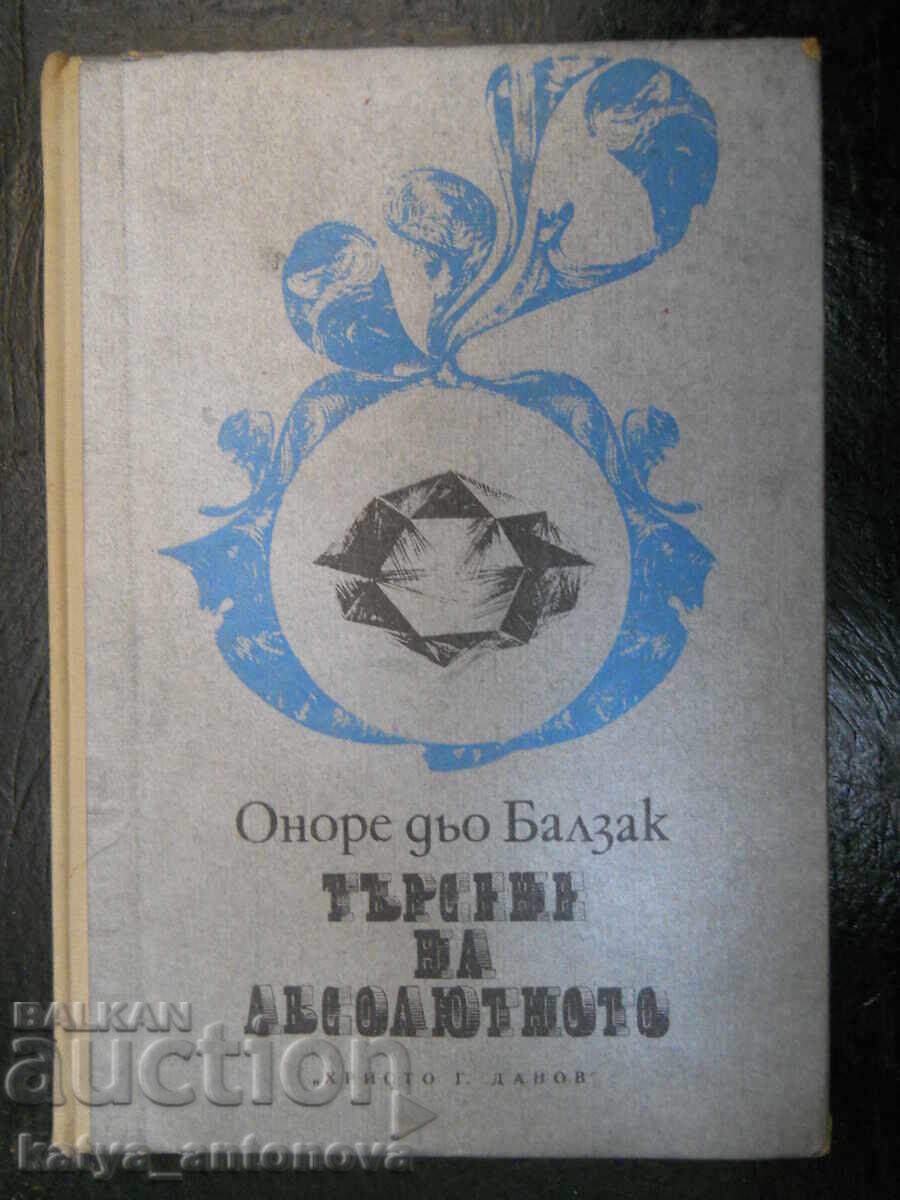 Оноре дьо Балзак
ТЪРСЕНЕ
НА
АБСОЛЮТНОТО
„ХРИСТО Г. ДАНОВ“
BALKAN
auction
katya_antonova